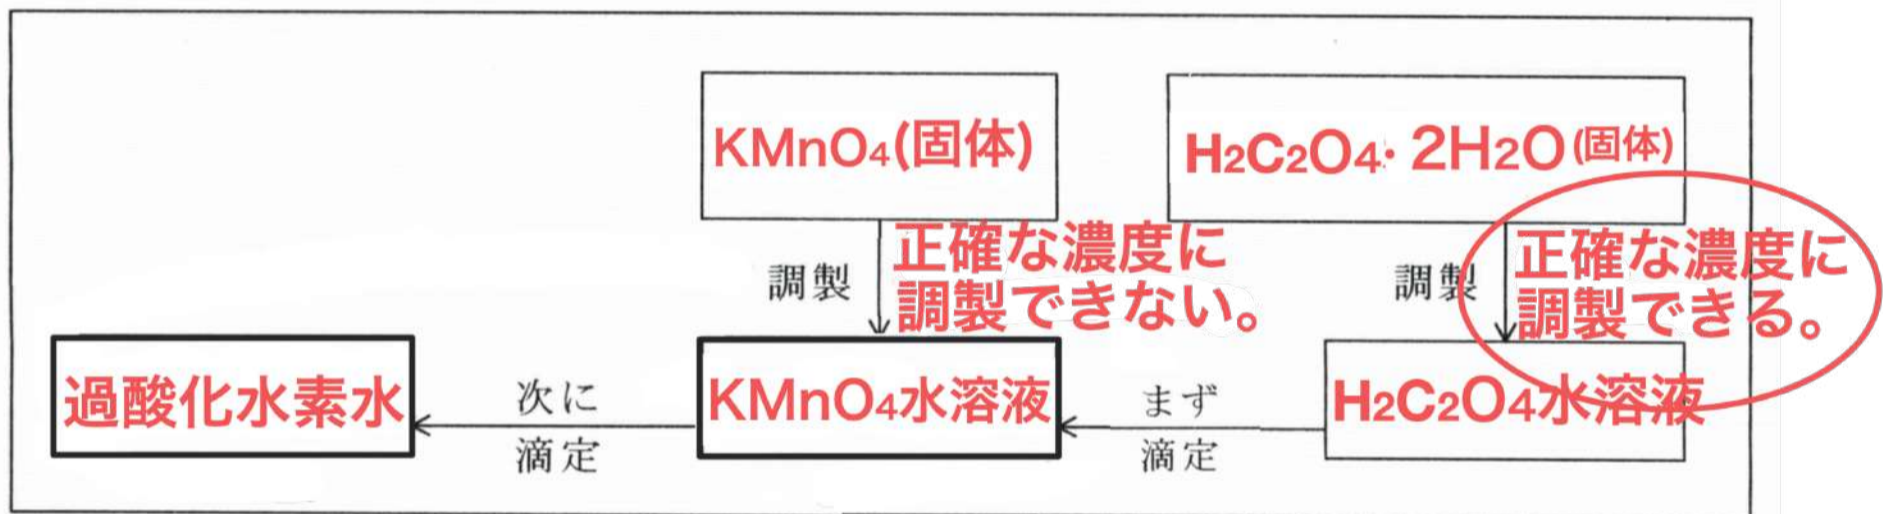 KMnO4(固体)
H2C2O4・2H2O(固体)
調製
正確な濃度に
調製できない。
調製
正確な濃度に
調製できる。
過酸化水素水
次に
滴定
KMnO4水溶液
まず
滴定
H2C2O4水溶液